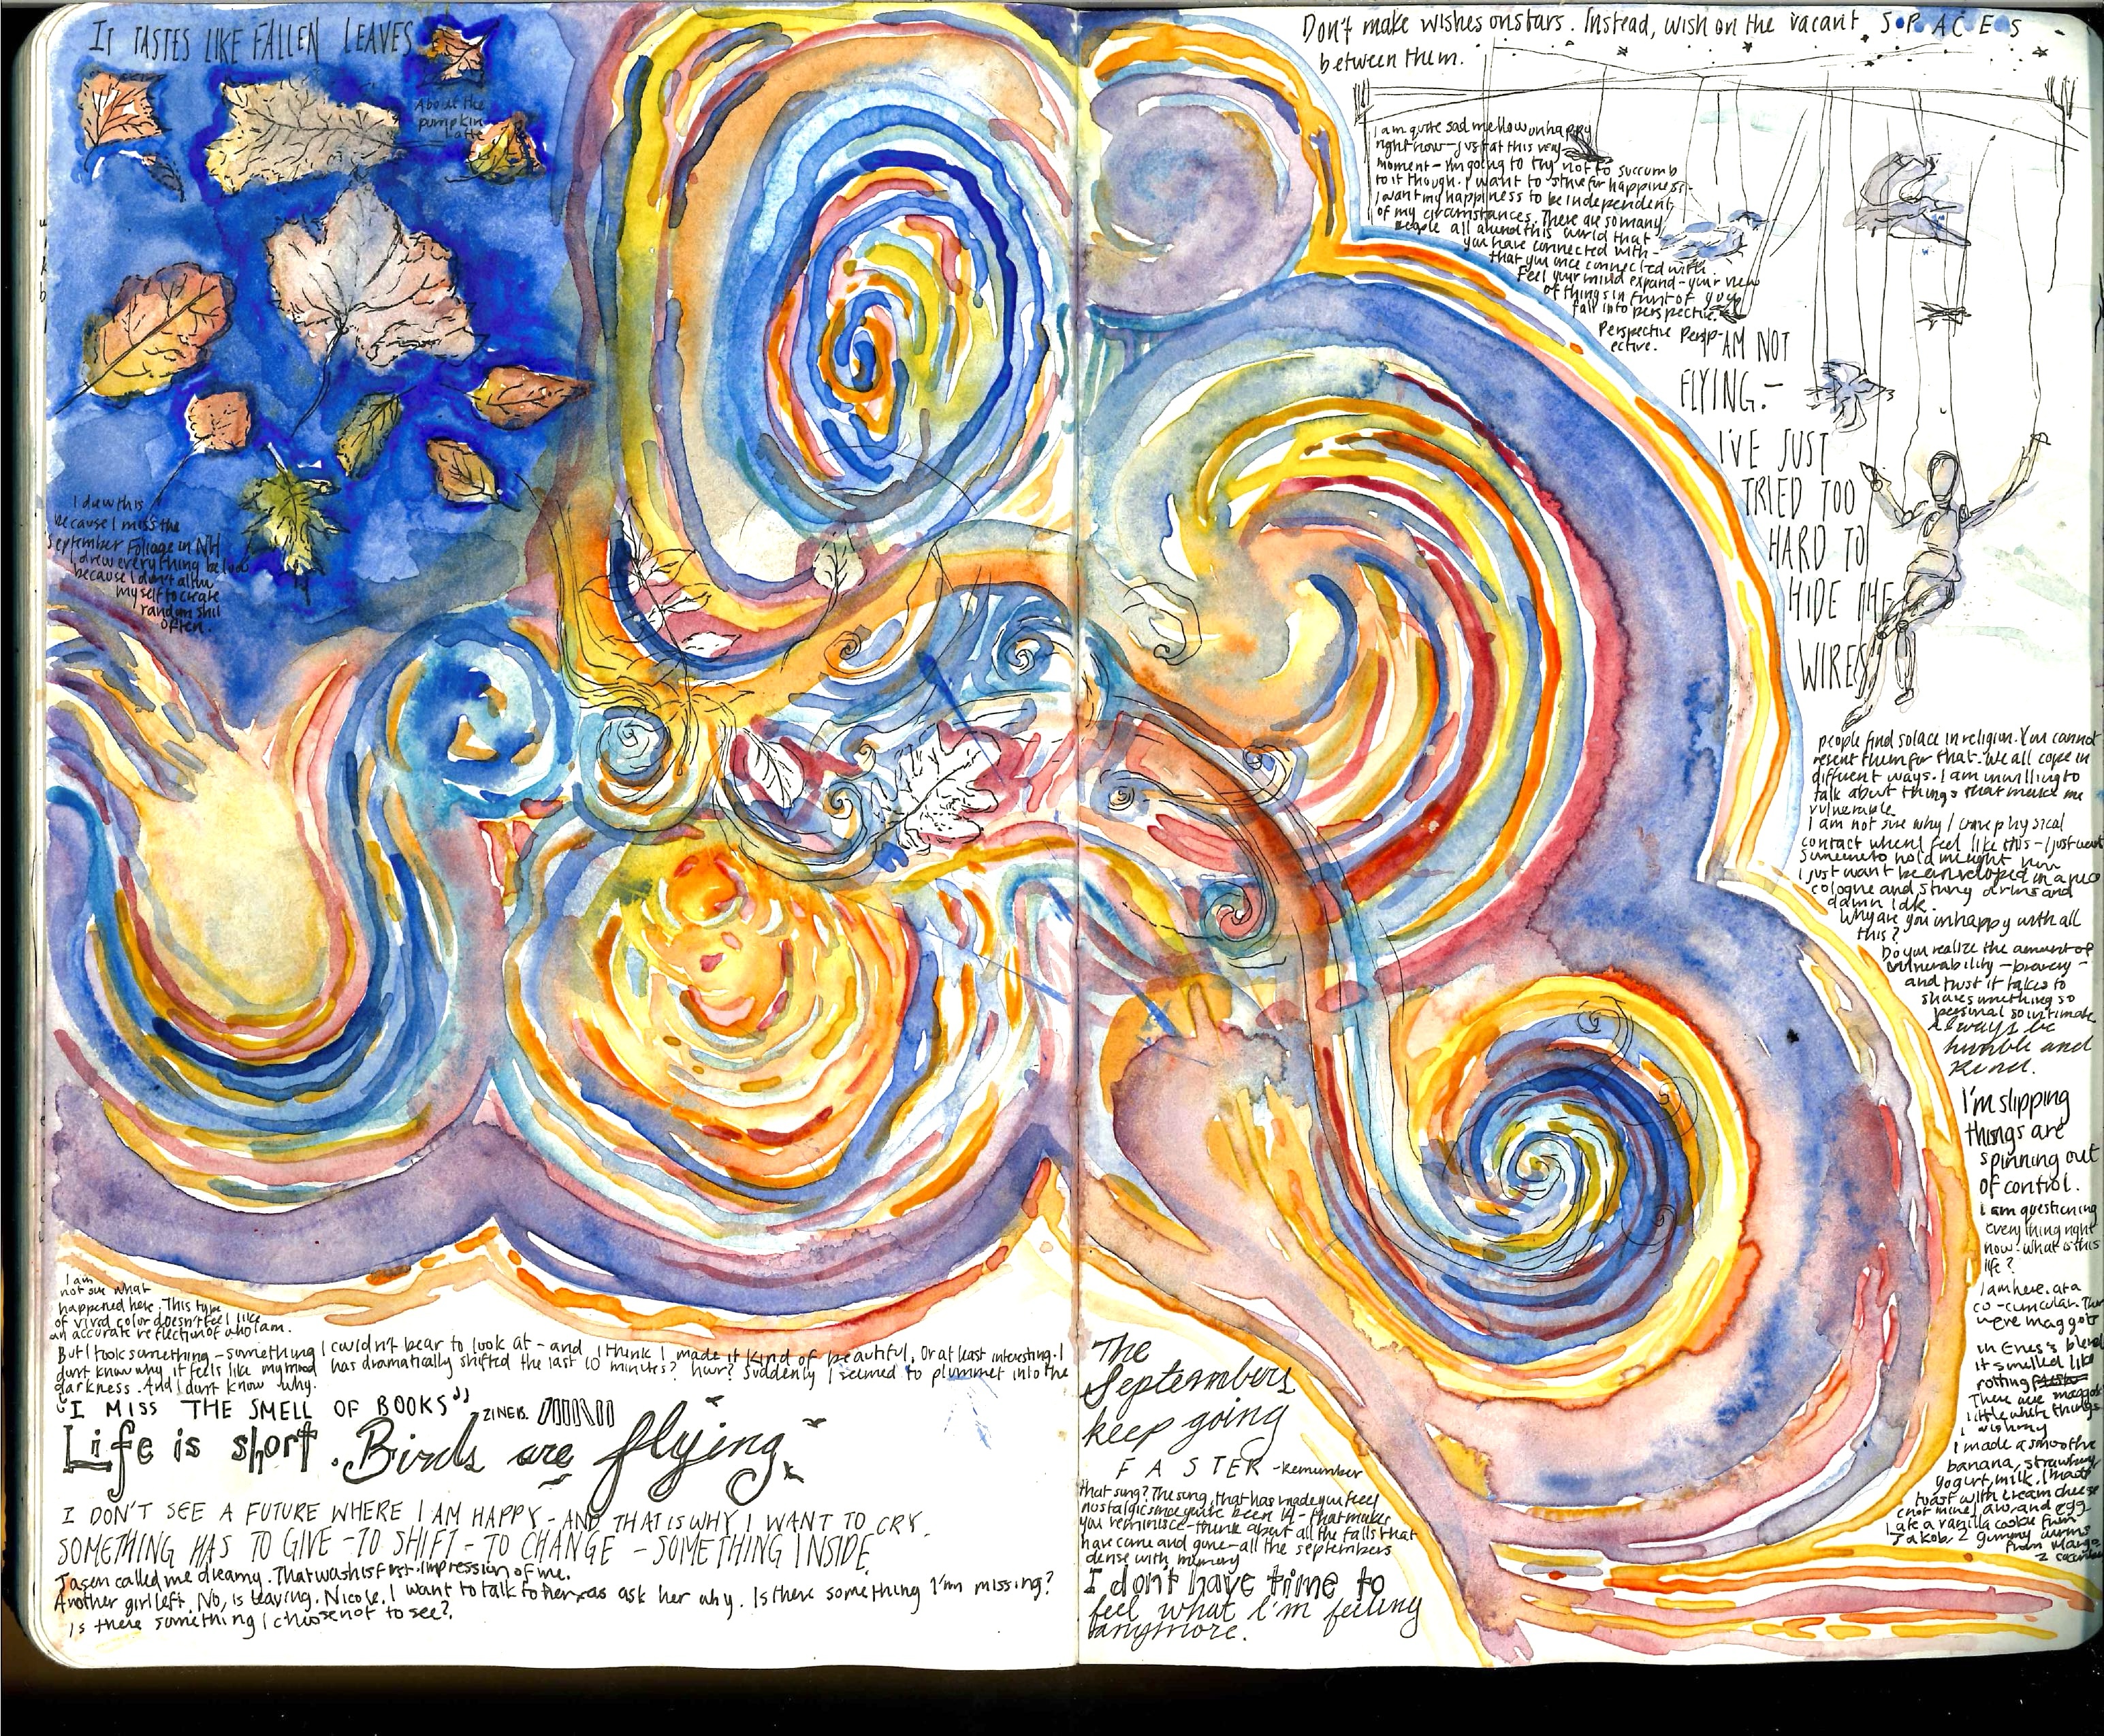 IT TASTES LIKE FALLEN LEAVES
About the
pumpkin
Latte
I drew this
because I miss the
September Foliage in NH
I drew everything below
because I don't allow
myself to create
random shit
often.
I am
not sure what
happened here. This type
of vivid color doesn't feel like
an accurate reflection of who I am.
But I took something - something I couldn't bear to look at - and I think I made it kind of beautiful. Or at least interesting. I
don't know why it feels like my mood has dramatically shifted the last 10 minutes? how? Suddenly I seemed to plummet into the
darkness. And I don't know why.
"I MISS THE SMELL OF BOOKS"
ZINEB.
Life is short. Birds are flying
I DON'T SEE A FUTURE WHERE I AM HAPPY - AND THAT IS WHY I WANT TO CRY.
SOMETHING HAS TO GIVE - TO SHIFT - TO CHANGE - SOMETHING INSIDE
called me dreamy. That was his first impression of me.
Another girl left. No, is leaving. Nicole. I want to talk to her ask her why. Is there something I'm missing?
Is there something I choose not to see?
Don't make wishes on stars. Instead, wish on the vacant SPACES
between them.
I am quite sad mellow unhappy
right now - just at this very
moment - I'm going to try not to succumb
to it though. I want to strive for happiness -
I want my happiness to be independent
of my circumstances. There are so many
people all around this world that
you have connected with -
that you once connected with.
Feel your mind expand - your view
of things in front of you
fall into perspective.
Perspective Persp-
ective.
AM NOT
FLYING. -
I'VE JUST
TRIED TOO
HARD TO
HIDE THE
WIRES
people find solace in religion. You cannot
resent them for that. We all cope in
different ways. I am unwilling to
talk about things that make me
vulnerable.
I am not sure why I crave physical
contact when I feel like this - I just want
someone to hold me right now
I just want be enveloped in a nice
cologne and strong arms and
damn idk.
Why are you unhappy with all
this?
Do you realize the amount of
vulnerability - bravery -
and trust it takes to
share something so
personal so intimate
Always be
humble and
kind.
I'm slipping
things are
spinning out
of control.
I am questioning
everything right
now. what is this
life?
I am here. at a
co-curricular. There
were maggots
in Enes's blend
it smelled like
rotting
There are maggots
little white things
I made a smoothie
banana, strawberry
yogurt, milk. I had
toast with cream cheese
(not mine) and egg
I ate a vanilla cookie from
Jakob, 2 gummy worms
from Margo
2
The
Septembers
keep going
FASTER - Remember
that song? The song that has made you feel
nostalgic since you've been 14 - that makes
you reminisce - think about all the falls that
have come and gone - all the septembers
dense with memory
I don't have time to
feel what I'm feeling
anymore.